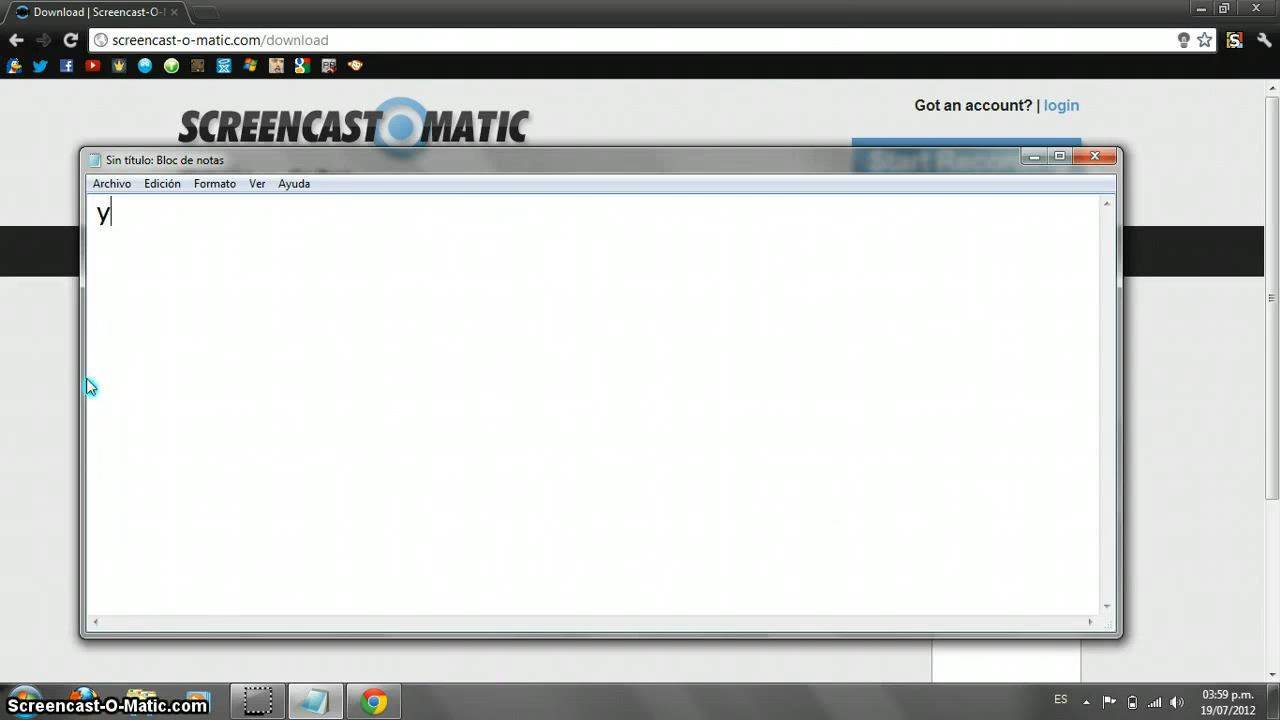 Download | Screencast-O-
screencast-o-matic.com/download
SCREENCAST O MATIC
Got an account? | login
Sin título: Bloc de notas
Archivo Edición Formato Ver Ayuda
y
ES
03:59 p.m.
19/07/2012
Screencast-O-Matic.com